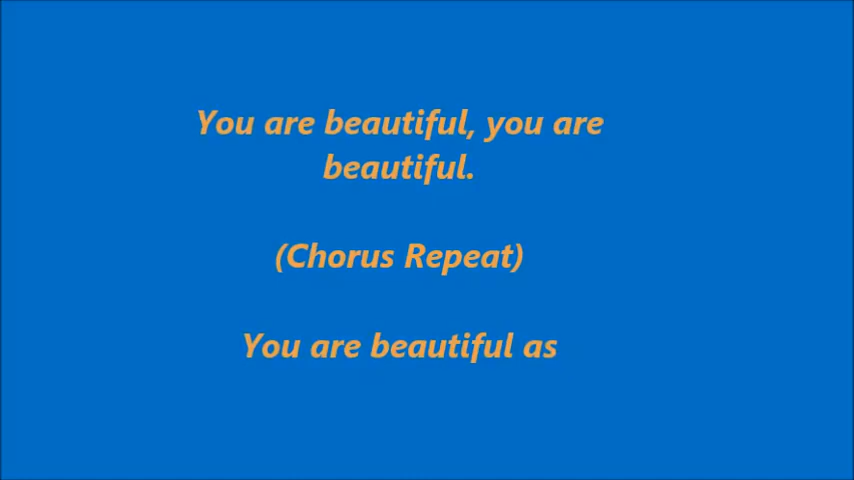 You are beautiful, you are
beautiful.
(Chorus Repeat)
You are beautiful as